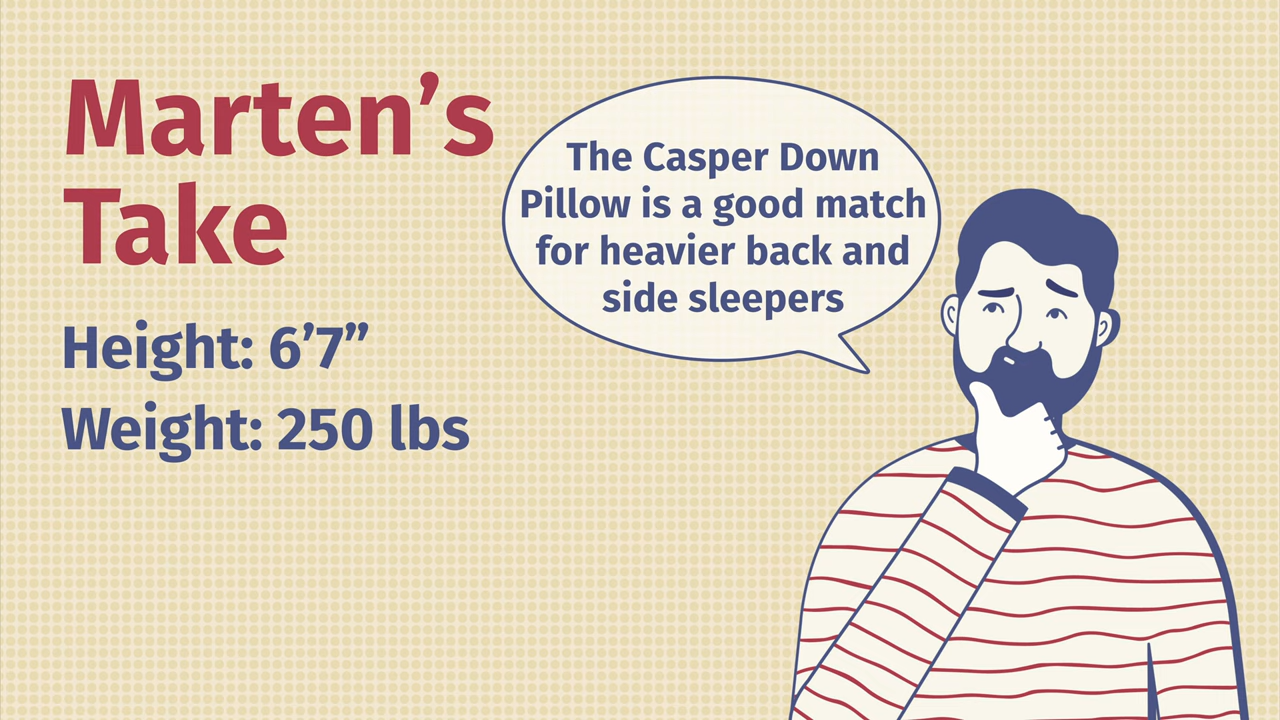 Marten’s
Take
Height: 6’7”
Weight: 250 lbs
The Casper Down
Pillow is a good match
for heavier back and
side sleepers